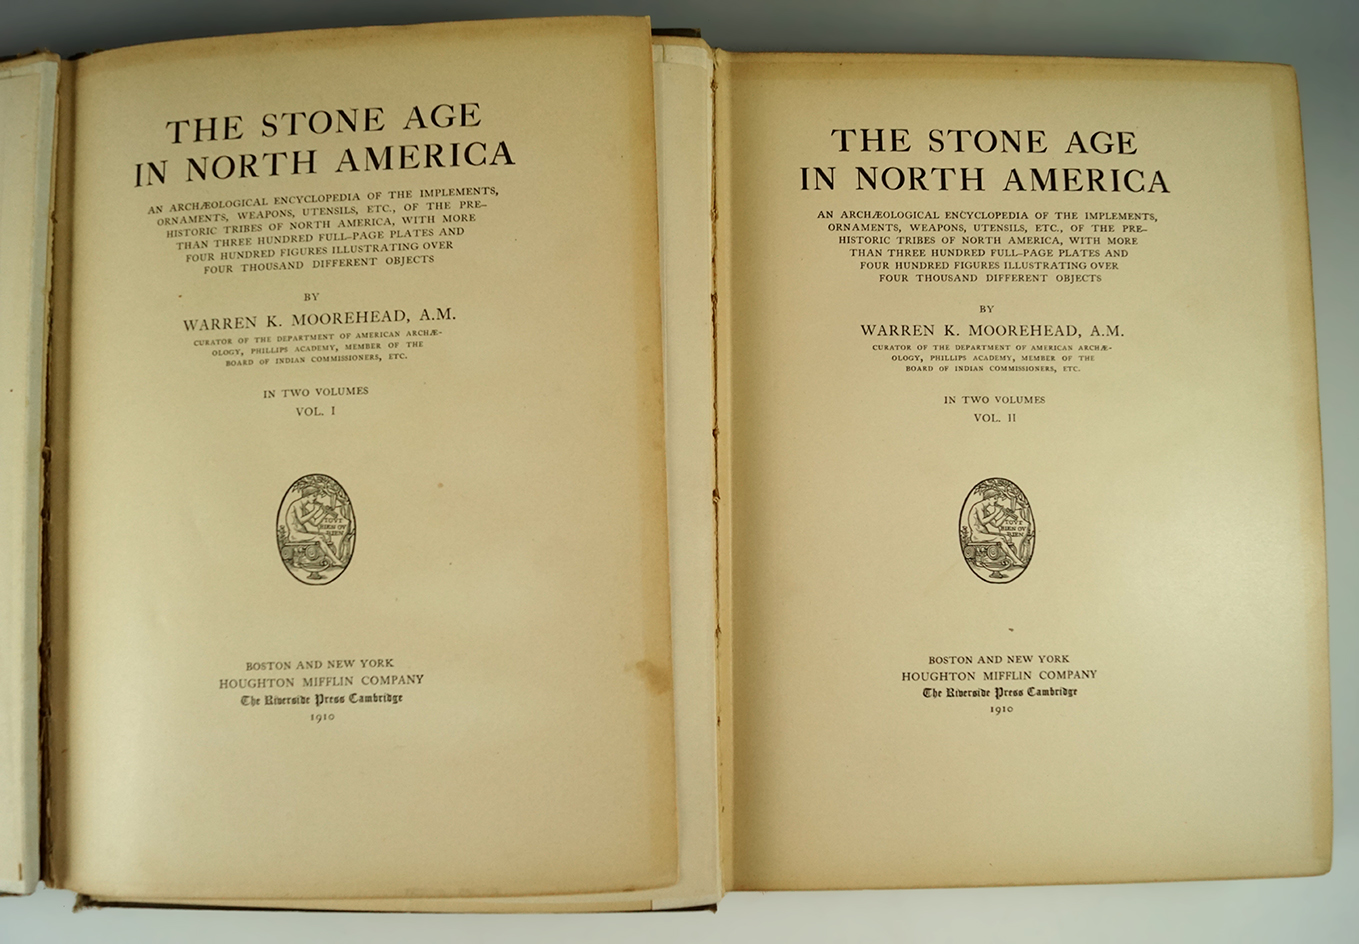 THE STONE AGE
IN NORTH AMERICA
AN ARCHÆOLOGICAL ENCYCLOPEDIA OF THE IMPLEMENTS,
ORNAMENTS, WEAPONS, UTENSILS, ETC., OF THE PRE-
HISTORIC TRIBES OF NORTH AMERICA, WITH MORE
THAN THREE HUNDRED FULL-PAGE PLATES AND
FOUR HUNDRED FIGURES ILLUSTRATING OVER
FOUR THOUSAND DIFFERENT OBJECTS
BY
WARREN K. MOOREHEAD, A.M.
CURATOR OF THE DEPARTMENT OF AMERICAN ARCHÆ-
OLOGY, PHILLIPS ACADEMY, MEMBER OF THE
BOARD OF INDIAN COMMISSIONERS, ETC.
IN TWO VOLUMES
VOL. I
TOVT
BIEN OV
RIEN
BOSTON AND NEW YORK
HOUGHTON MIFFLIN COMPANY
The Riverside Press Cambridge
1910
THE STONE AGE
IN NORTH AMERICA
AN ARCHÆOLOGICAL ENCYCLOPEDIA OF THE IMPLEMENTS,
ORNAMENTS, WEAPONS, UTENSILS, ETC., OF THE PRE-
HISTORIC TRIBES OF NORTH AMERICA, WITH MORE
THAN THREE HUNDRED FULL-PAGE PLATES AND
FOUR HUNDRED FIGURES ILLUSTRATING OVER
FOUR THOUSAND DIFFERENT OBJECTS
BY
WARREN K. MOOREHEAD, A.M.
CURATOR OF THE DEPARTMENT OF AMERICAN ARCHÆ-
OLOGY, PHILLIPS ACADEMY, MEMBER OF THE
BOARD OF INDIAN COMMISSIONERS, ETC.
IN TWO VOLUMES
VOL. II
TOVT
BIEN OV
RIEN
BOSTON AND NEW YORK
HOUGHTON MIFFLIN COMPANY
The Riverside Press Cambridge
1910